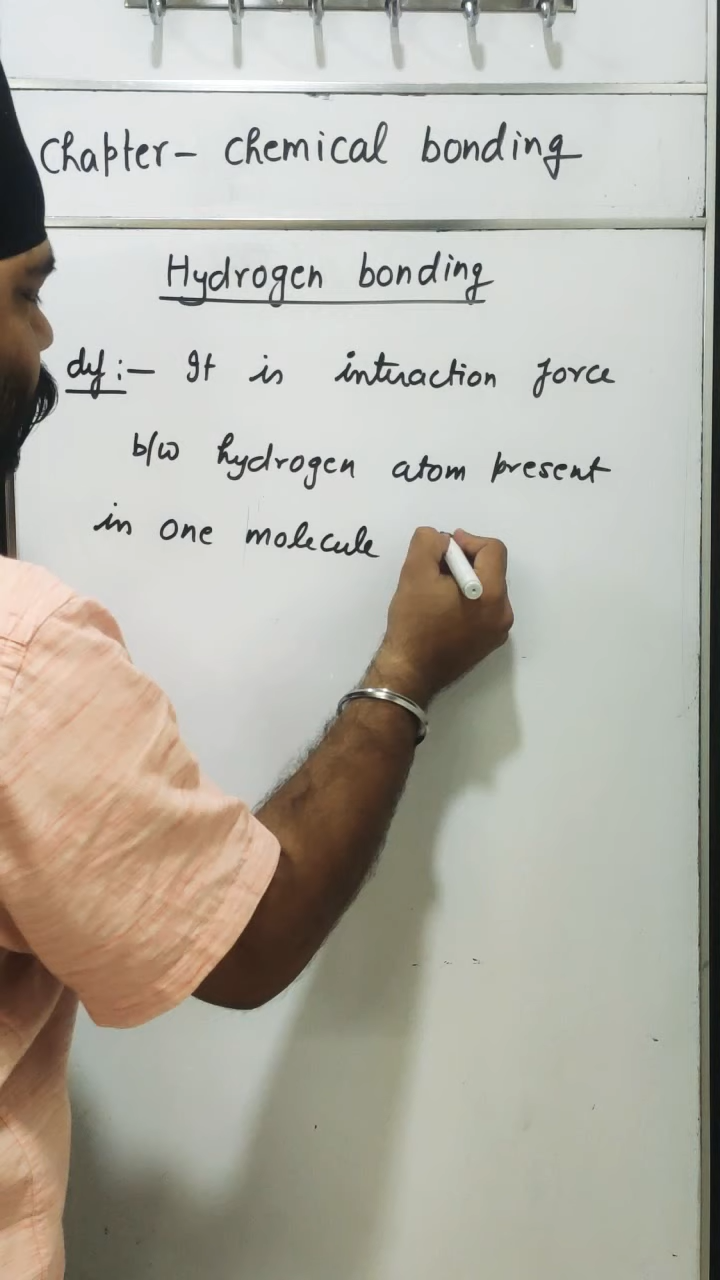 Chapter- chemical bonding
Hydrogen bonding
def:- It is interaction force
b/w hydrogen atom present
in one molecule